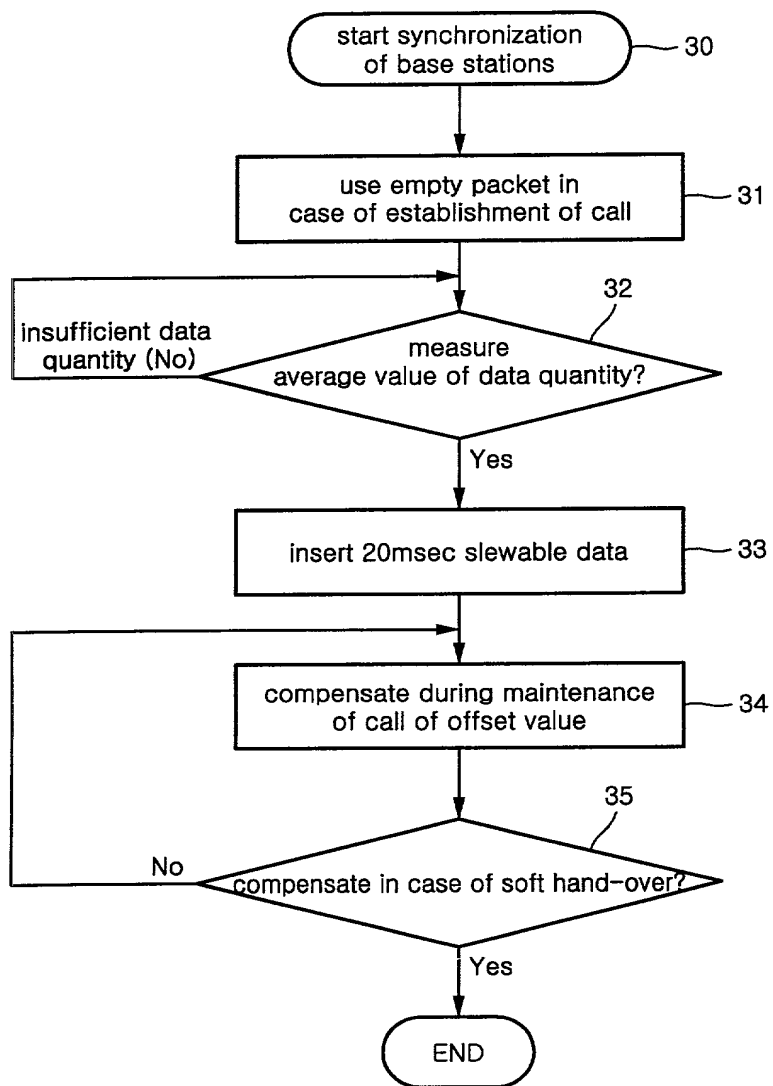 start synchronization
of base stations
30
use empty packet in
case of establishment of call
31
32
insufficient data
quantity (No)
measure
average value of data quantity?
Yes
insert 20msec slewable data
33
compensate during maintenance
of call of offset value
34
35
No
compensate in case of soft hand-over?
Yes
END